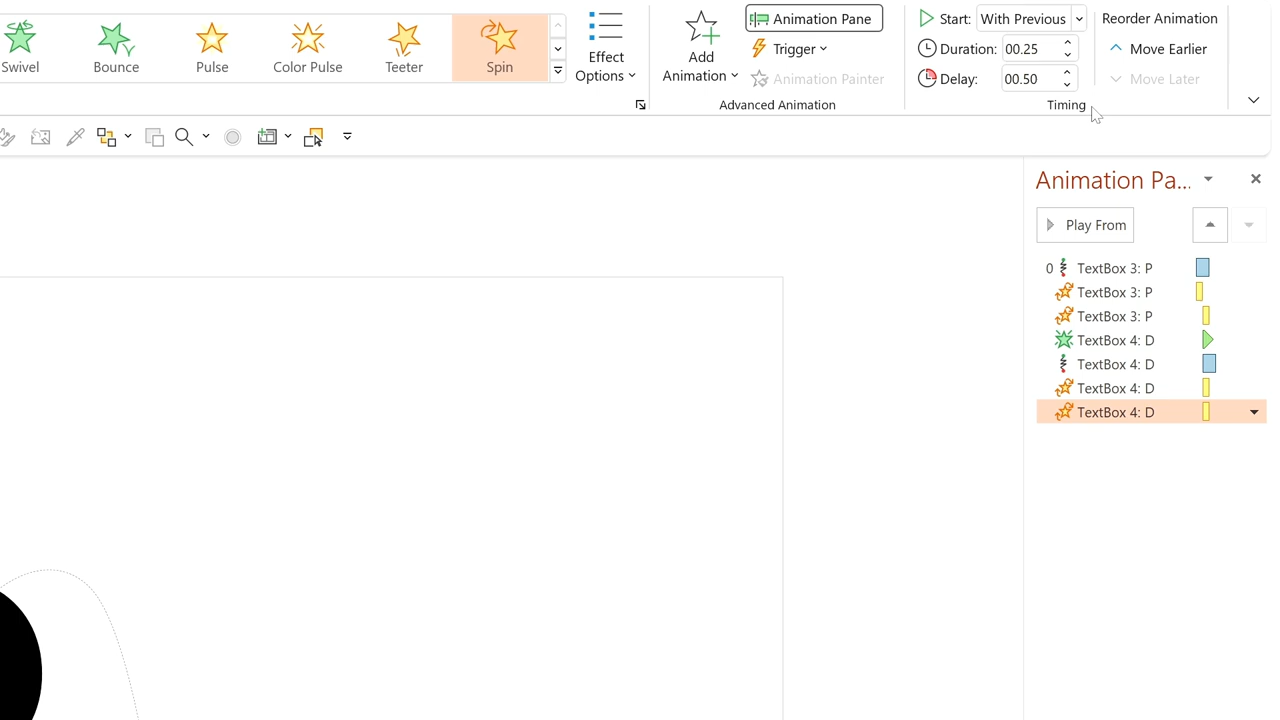 Swivel
Bounce
Pulse
Color Pulse
Teeter
Spin
Effect
Options
Add
Animation
Animation Pane
Trigger
Animation Painter
Advanced Animation
Start: With Previous
Duration: 00.25
Delay: 00.50
Reorder Animation
Move Earlier
Move Later
Timing
Animation Pa...
Play From
0 TextBox 3: P
TextBox 3: P
TextBox 3: P
TextBox 4: D
TextBox 4: D
TextBox 4: D
TextBox 4: D